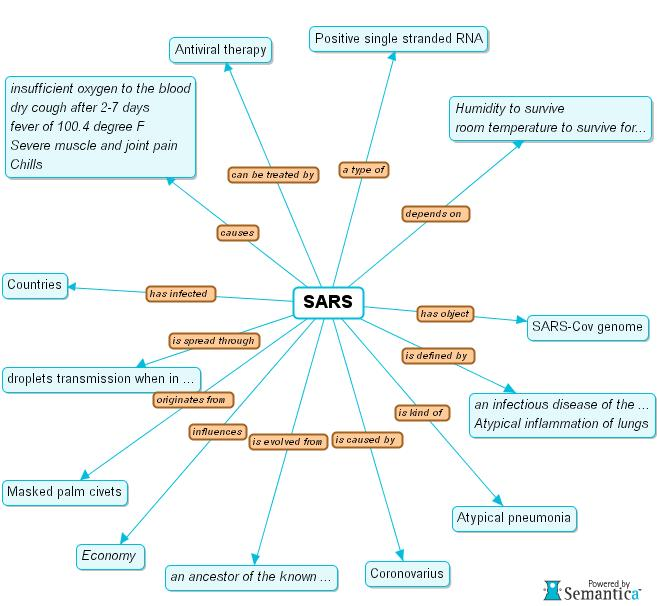 Antiviral therapy
Positive single stranded RNA
insufficient oxygen to the blood
dry cough after 2-7 days
fever of 100.4 degree F
Severe muscle and joint pain
Chills
Humidity to survive
room temperature to survive for...
can be treated by
a type of
depends on
causes
Countries
has infected
SARS
has object
SARS-Cov genome
is spread through
is defined by
droplets transmission when in ...
originates from
an infectious disease of the ...
Atypical inflammation of lungs
influences
is evolved from
is caused by
is kind of
Masked palm civets
Atypical pneumonia
Economy
an ancestor of the known ...
Coronovarius
Powered by
Semantica™